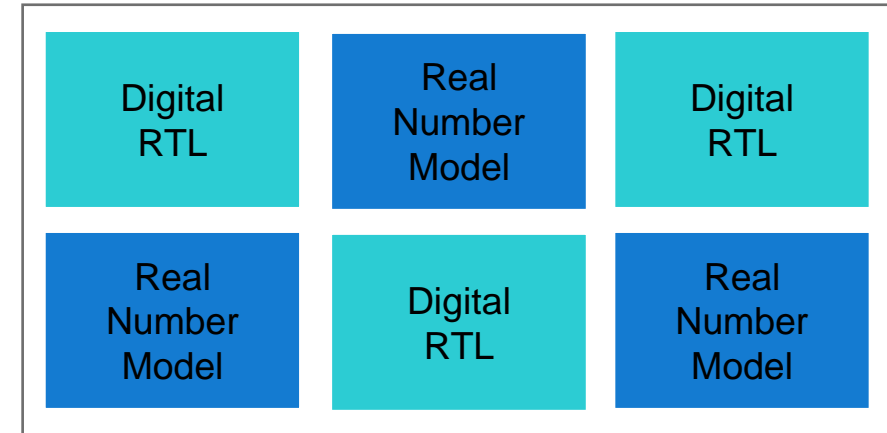 Digital
RTL
Real
Number
Model
Digital
RTL
Real
Number
Model
Digital
RTL
Real
Number
Model